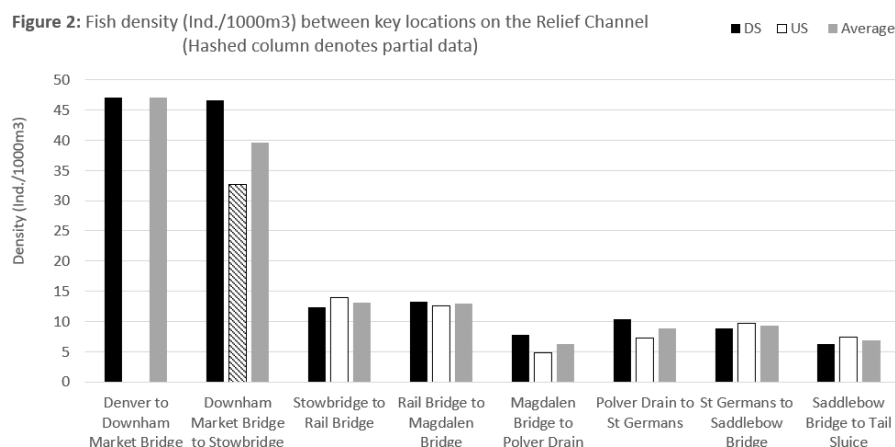 Figure 2: Fish density (Ind./1000m3) between key locations on the Relief Channel
(Hashed column denotes partial data)
DS US Average
Density (Ind./1000m3)
50
45
40
35
30
25
20
15
10
5
0
Denver to
Downham
Market Bridge
Downham
Market Bridge
to Stowbridge
Stowbridge to
Rail Bridge
Rail Bridge to
Magdalen
Bridge
Magdalen
Bridge to
Polver Drain
Polver Drain to
St Germans
St Germans to
Saddlebow
Bridge
Saddlebow
Bridge to Tail
Sluice